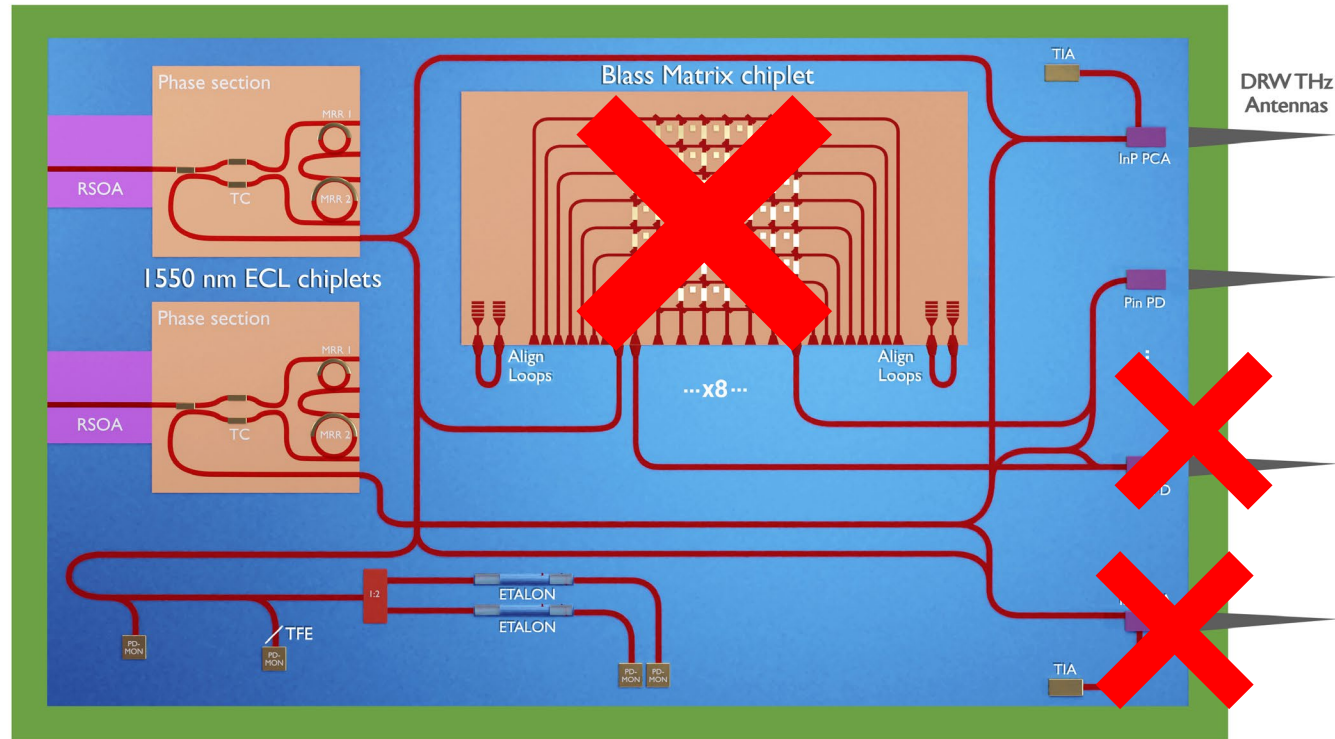 TIA
DRW THz
Antennas
Phase section
Blass Matrix chiplet
MRR 1
InP PCA
RSOA
TC
MRR 2
1550 nm ECL chiplets
Pin PD
Phase section
MRR 1
Align
Loops
Align
Loops
...x8...
RSOA
TC
MRR 2
D
1:2
ETALON
ETALON
TFE
PD-
MON
PD-
MON
PD-
MON
PD-
MON
TIA